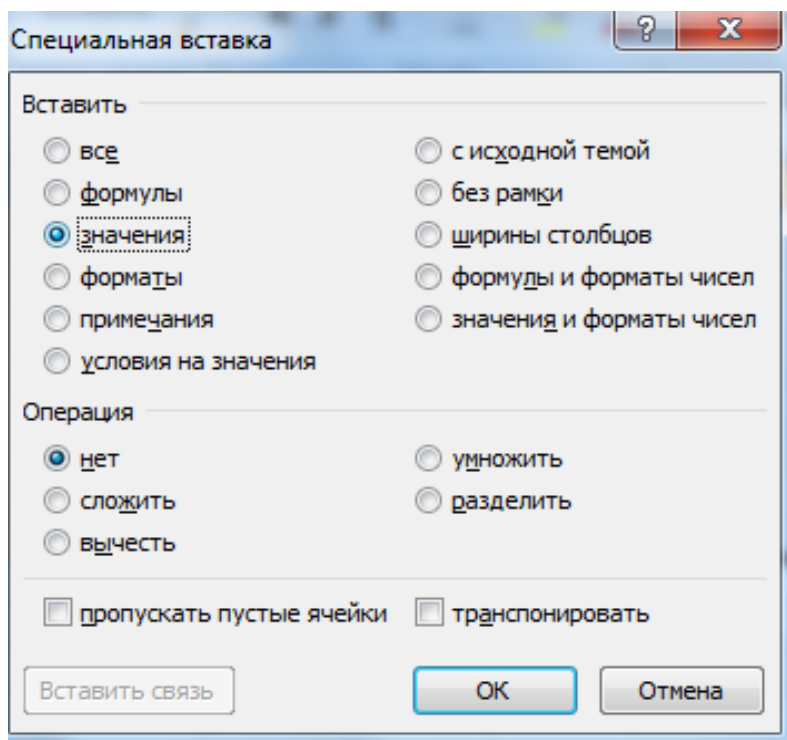 Специальная вставка
Вставить
все
с исходной темой
формулы
без рамки
значения
ширины столбцов
форматы
формулы и форматы чисел
примечания
значения и форматы чисел
условия на значения
Операция
нет
умножить
сложить
разделить
вычесть
пропускать пустые ячейки
транспонировать
Вставить связь
ОК
Отмена